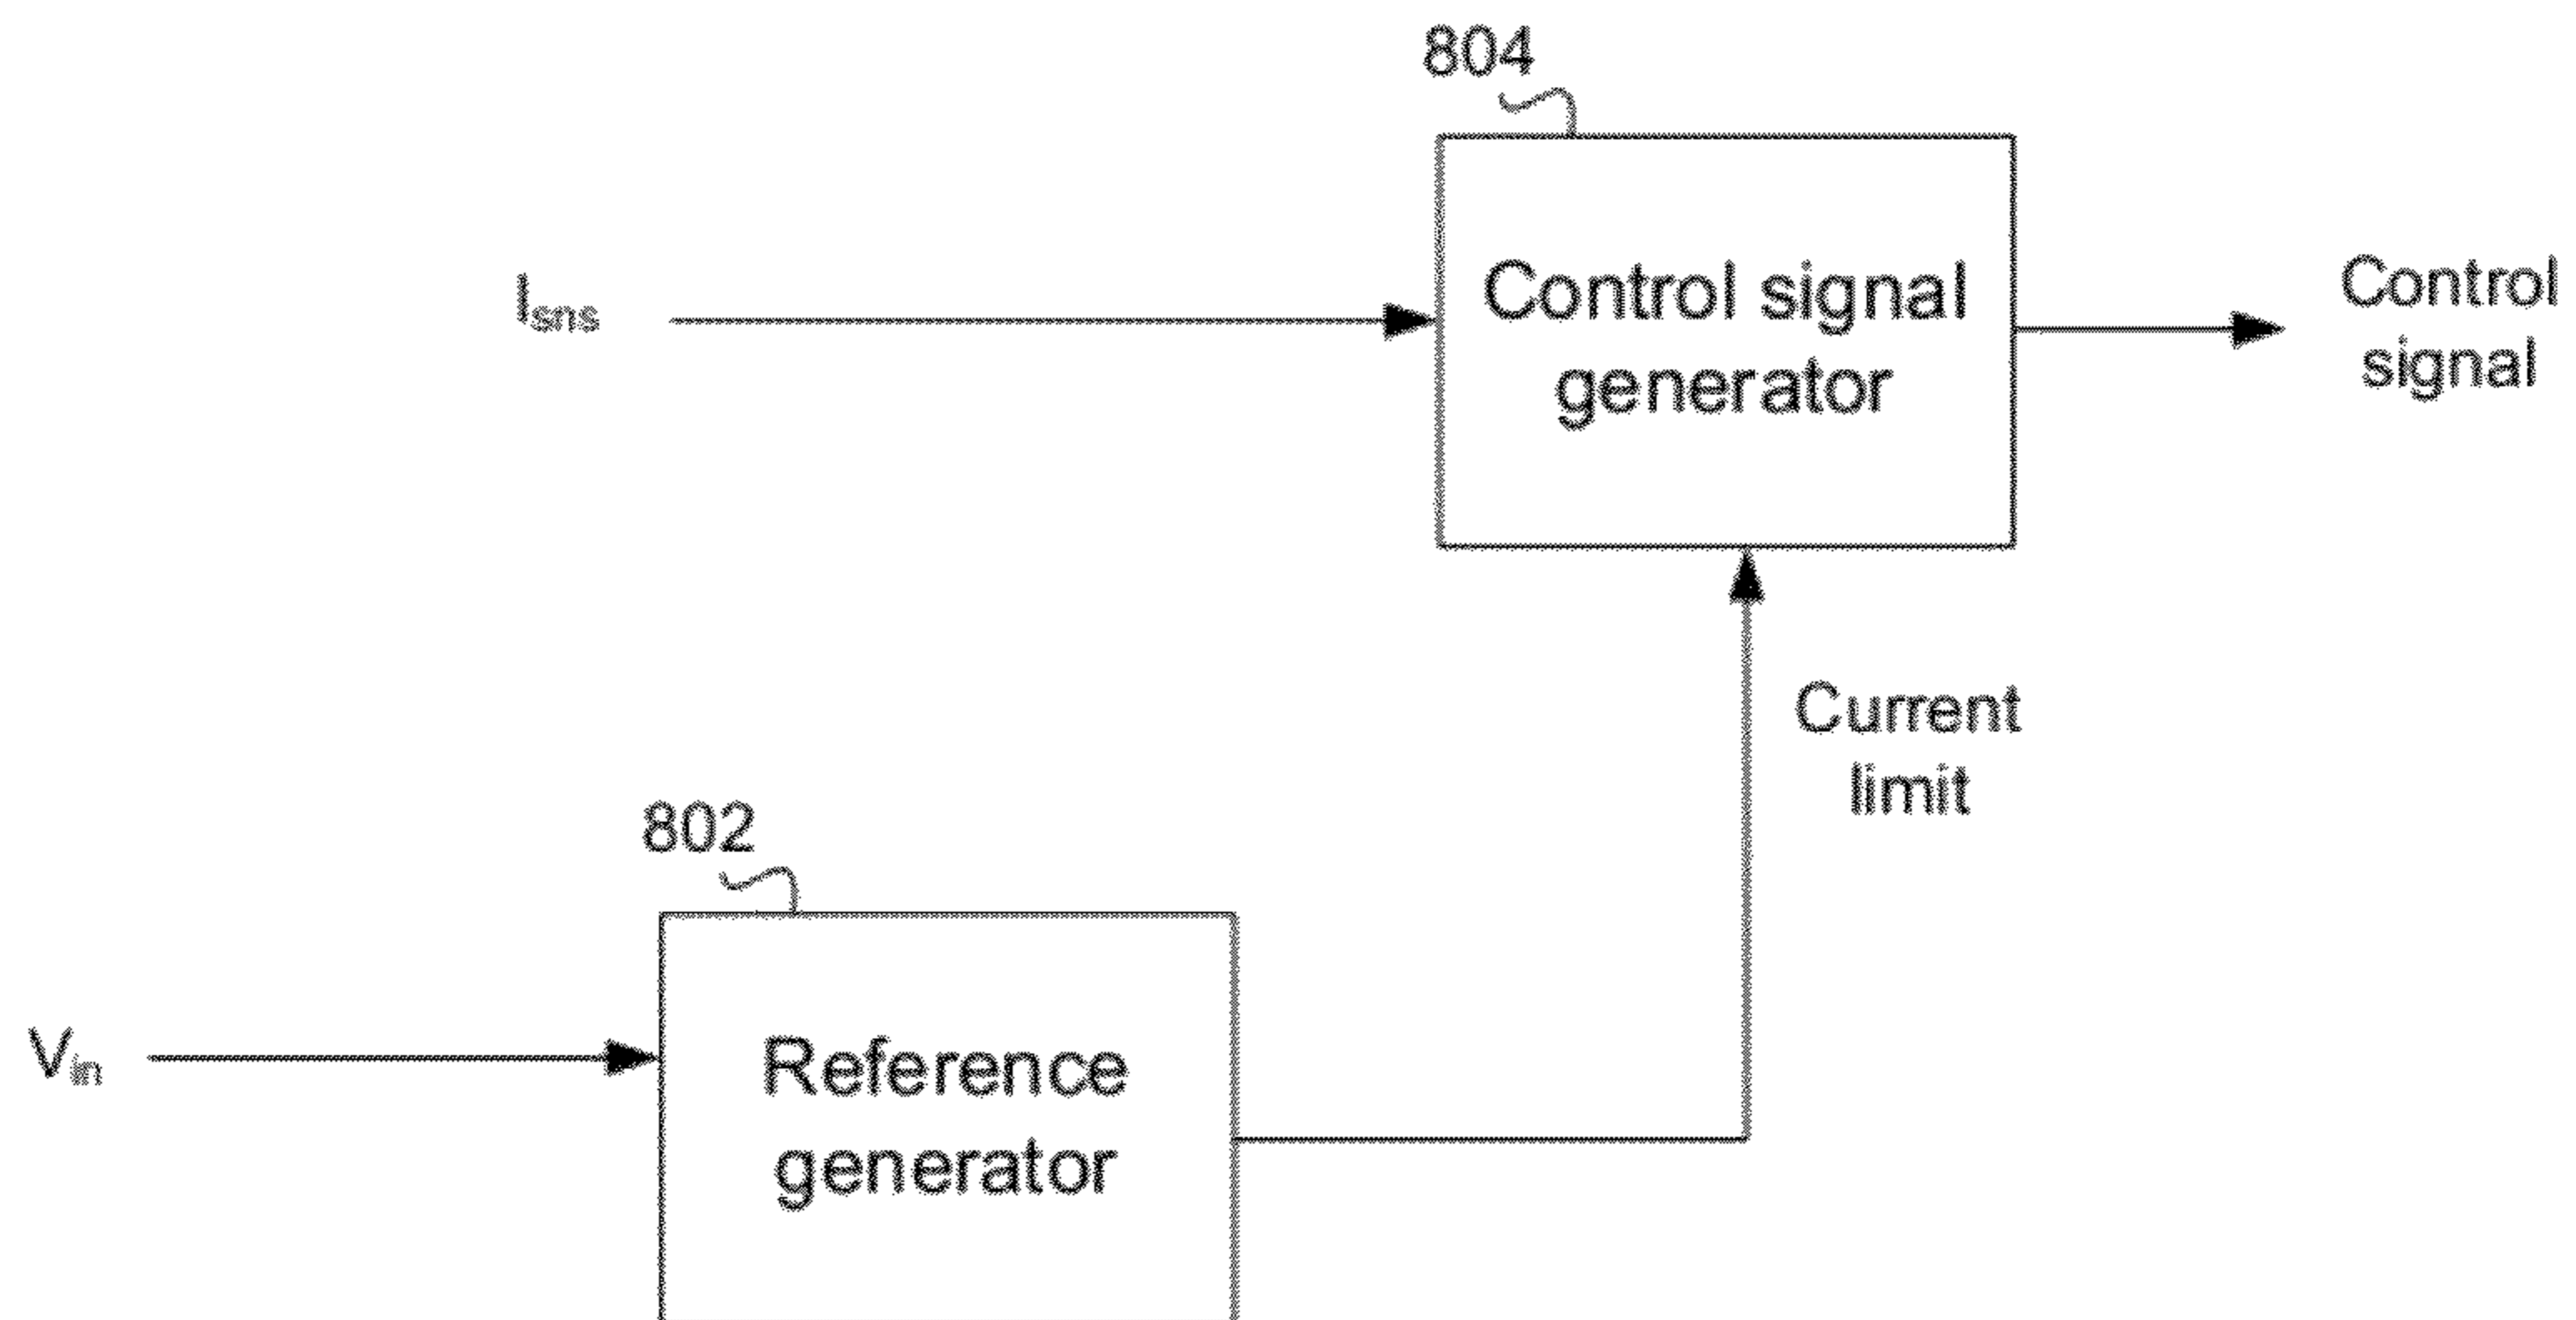 804
Control signal
generator
Isns
Control
signal
Current
limit
802
Reference
generator
Vin